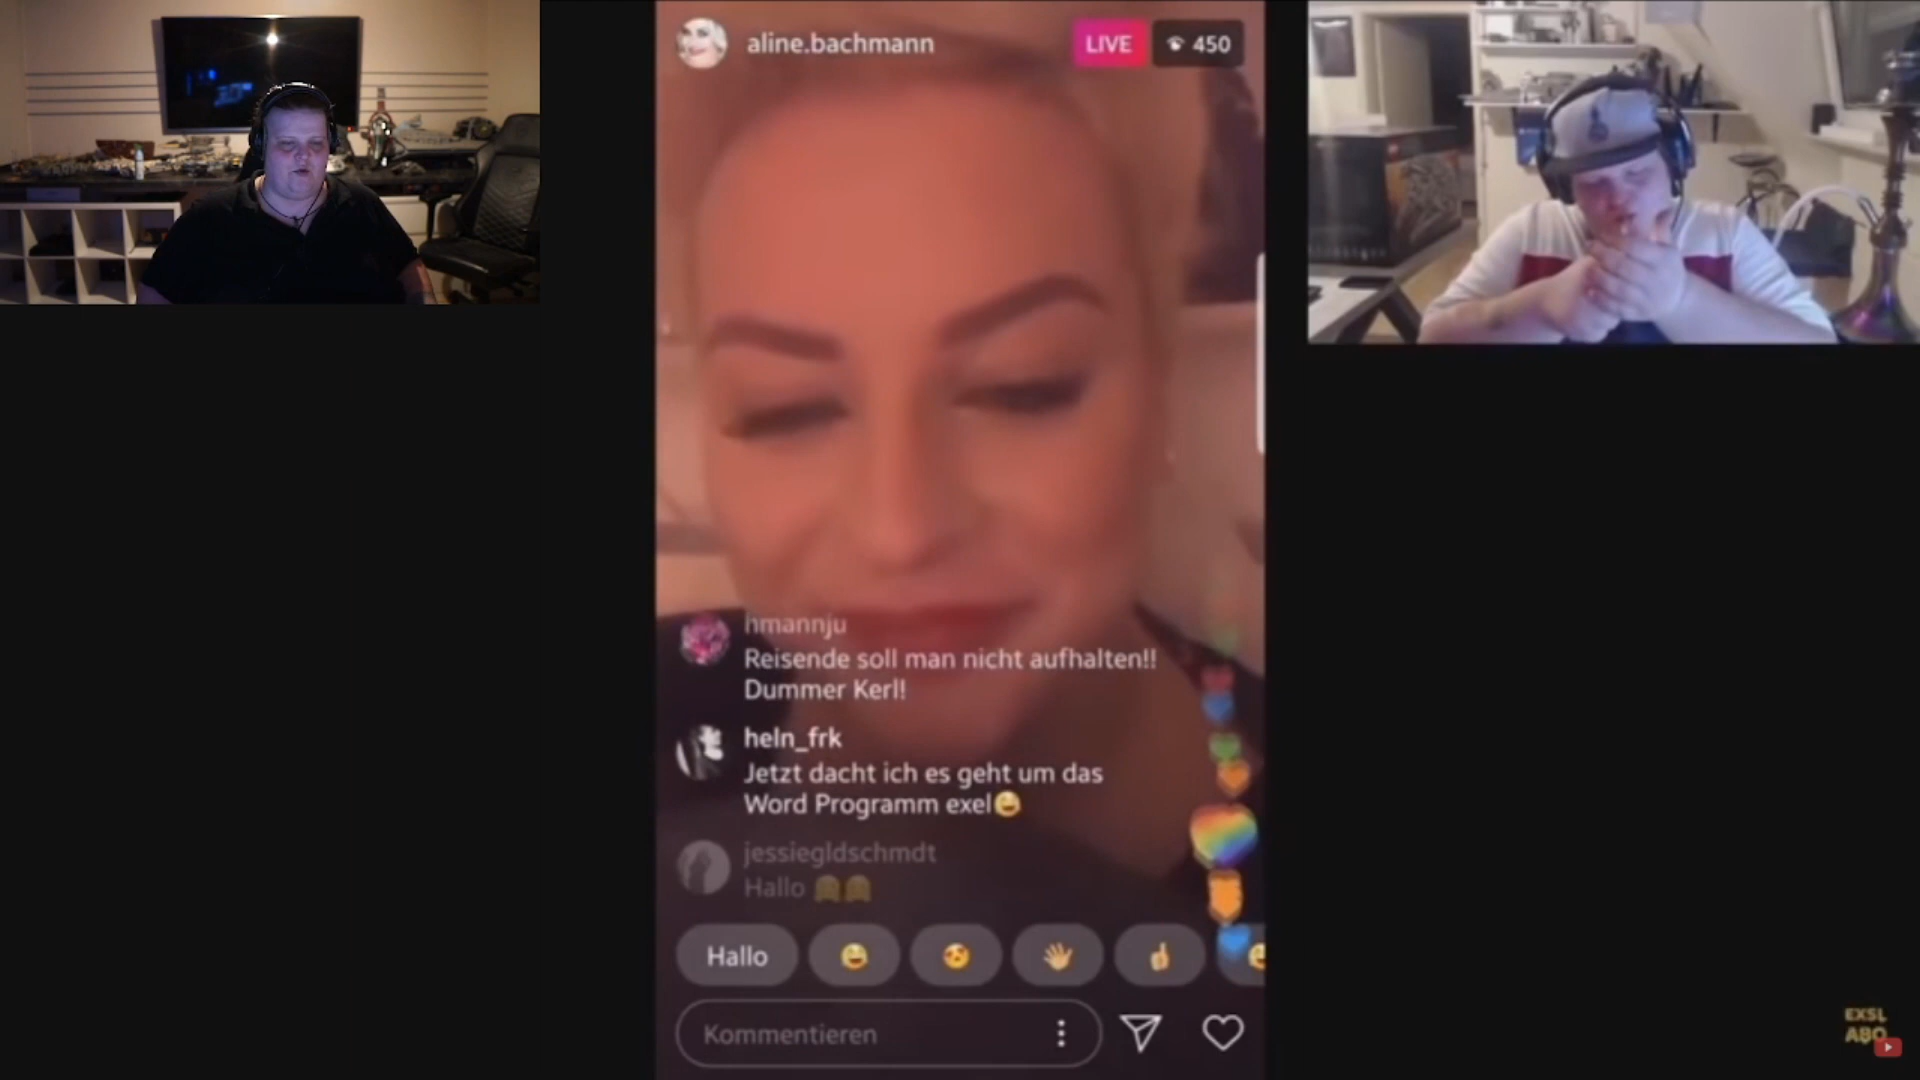 aline.bachmann
LIVE
450
hmannju
Reisende soll man nicht aufhalten!!
Dummer Kerl!
heln_frk
Jetzt dacht ich es geht um das
Word Programm exel
jessiegldschmdt
Hallo
Hallo
Kommentieren
EXSL
ABO